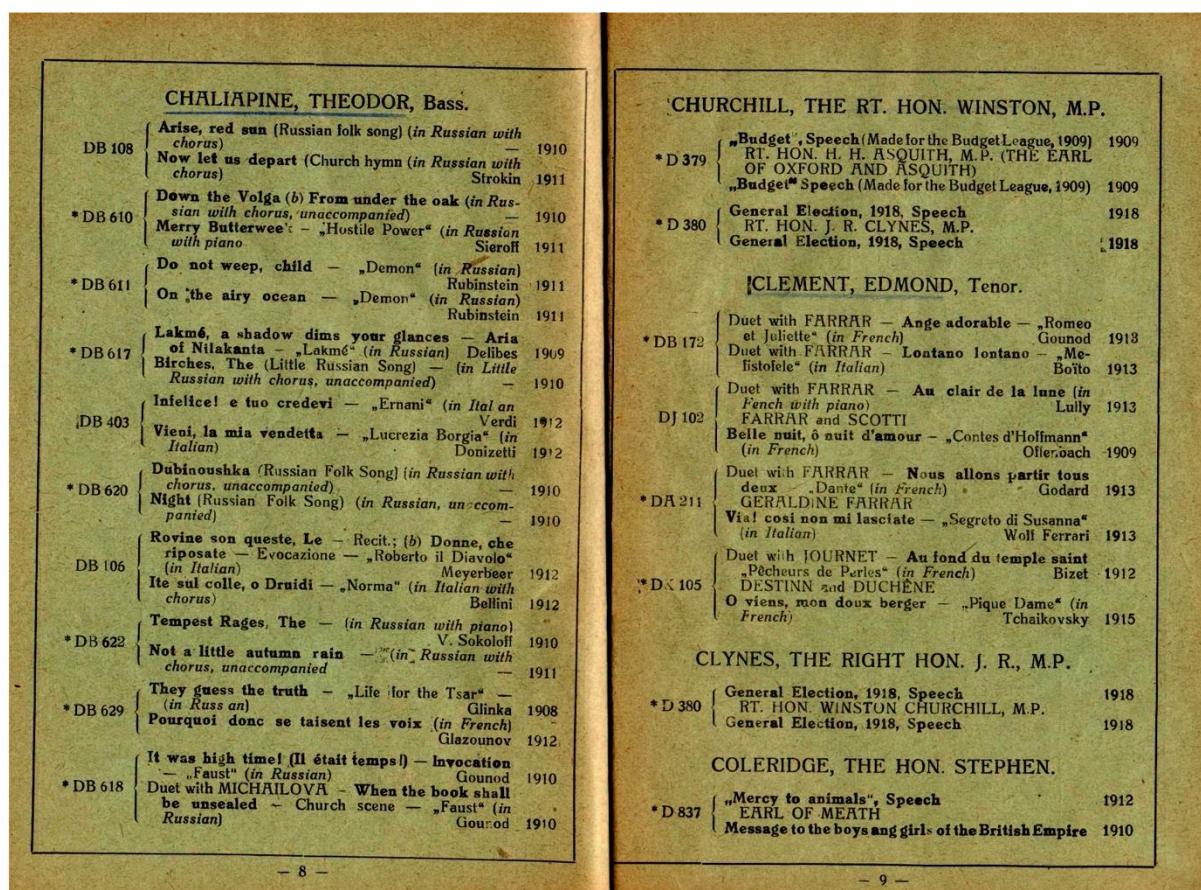 CHALIAPINE, THEODOR, Bass.
DB 108
Arise, red sun (Russian folk song) (in Russian with
chorus) — 1910
Now let us depart (Church hymn (in Russian with
chorus) Strokin 1911
* DB 610
Down the Volga (b) From under the oak (in Rus-
sian with chorus, unaccompanied) — 1910
Merry Butterwee — „Hostile Power“ (in Russian
with piano Sieroff 1911
* DB 611
Do not weep, child — „Demon“ (in Russian)
Rubinstein 1911
On the airy ocean — „Demon“ (in Russian)
Rubinstein 1911
* DB 617
Lakmé, a shadow dims your glances — Aria
of Nilakanta — „Lakmé“ (in Russian) Delibes 1909
Birches, The (Little Russian Song) — (in Little
Russian with chorus, unaccompanied) — 1910
DB 403
Infelice! e tuo credevi — „Ernani“ (in Ital an
Verdi 1912
Vieni, la mia vendetta — „Lucrezia Borgia“ (in
Italian) Donizetti 1912
* DB 620
Dubinoushka (Russian Folk Song) (in Russian with
chorus, unaccompanied) — 1910
Night (Russian Folk Song) (in Russian, unaccom-
panied) — 1910
DB 106
Rovine son queste, Le — Recit.; (b) Donne, che
riposate — Evocazione — „Roberto il Diavolo“
(in Italian) Meyerbeer 1912
Ite sul colle, o Druidi — „Norma“ (in Italian with
chorus) Bellini 1912
* DB 622
Tempest Rages, The — (in Russian with piano)
V. Sokoloff 1910
Not a little autumn rain — (in Russian with
chorus, unaccompanied — 1911
* DB 629
They guess the truth — „Life for the Tsar“ —
(in Russ an) Glinka 1908
Pourquoi donc se taisent les voix (in French)
Glazounov 1912
* DB 618
It was high time! (Il était temps!) — Invocation
— „Faust“ (in Russian) Gounod 1910
Duet with MICHAILOVA — When the book shall
be unsealed — Church scene — „Faust“ (in
Russian) Gounod 1910
— 8 —
CHURCHILL, THE RT. HON. WINSTON, M.P.
* D 379
„Budget“, Speech (Made for the Budget League, 1909) 1909
RT. HON. H. H. ASQUITH, M.P. (THE EARL
OF OXFORD AND ASQUITH)
„Budget“ Speech (Made for the Budget League, 1909) 1909
* D 380
General Election, 1918, Speech 1918
RT. HON. J. R. CLYNES, M.P.
General Election, 1918, Speech 1918
CLEMENT, EDMOND, Tenor.
* DB 172
Duet with FARRAR — Ange adorable — „Romeo
et Juliette“ (in French) Gounod 1913
Duet with FARRAR — Lontano lontano — „Me-
fistofele“ (in Italian) Boïto 1913
DJ 102
Duet with FARRAR — Au clair de la lune (in
Fench with piano) Lully 1913
FARRAR and SCOTTI
Belle nuit, ô nuit d'amour — „Contes d'Hoffmann“
(in French) Offenbach 1909
* DA 211
Duet with FARRAR — Nous allons partir tous
deux — „Dante“ (in French) Godard 1913
GERALDINE FARRAR
Via! cosi non mi lasciate — „Segreto di Susanna“
(in Italian) Wolf Ferrari 1913
* DK 105
Duet with JOURNET — Au fond du temple saint
„Pêcheurs de Perles“ (in French) Bizet 1912
DESTINN and DUCHÊNE
O viens, mon doux berger — „Pique Dame“ (in
French) Tchaikovsky 1915
CLYNES, THE RIGHT HON. J. R., M.P.
* D 380
General Election, 1918, Speech 1918
RT. HON. WINSTON CHURCHILL, M.P.
General Election, 1918, Speech 1918
COLERIDGE, THE HON. STEPHEN.
* D 837
„Mercy to animals“, Speech 1912
EARL OF MEATH
Message to the boys ang girls of the British Empire 1910
— 9 —